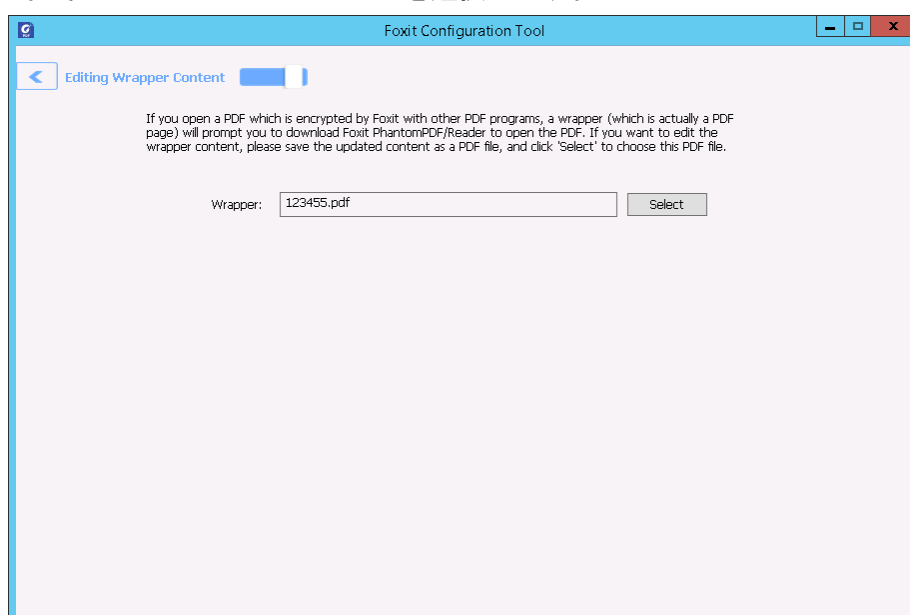 Foxit Configuration Tool
Editing Wrapper Content
If you open a PDF which is encrypted by Foxit with other PDF programs, a wrapper (which is actually a PDF
page) will prompt you to download Foxit PhantomPDF/Reader to open the PDF. If you want to edit the
wrapper content, please save the updated content as a PDF file, and click 'Select' to choose this PDF file.
Wrapper: 123455.pdf Select